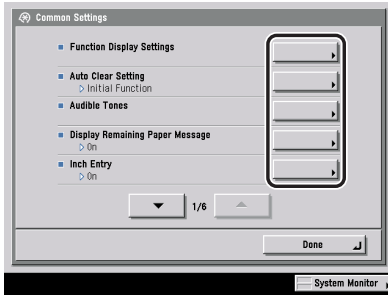 Common Settings
Function Display Settings
Auto Clear Setting
Initial Function
Audible Tones
Display Remaining Paper Message
On
Inch Entry
On
1/6
Done
System Monitor